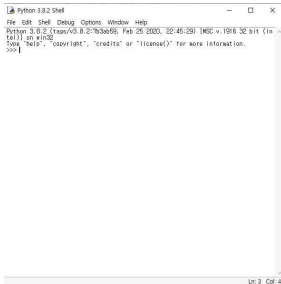 Python 3.8.2 Shell
File Edit Shell Debug Options Window Help
Python 3.8.2 (tags/v3.8.2:7b3ab59, Feb 25 2020, 22:45:29) [MSC v.1916 32 bit (In
tel)] on win32
Type "help", "copyright", "credits" or "license()" for more information.
>>>
Ln: 3 Col: 4